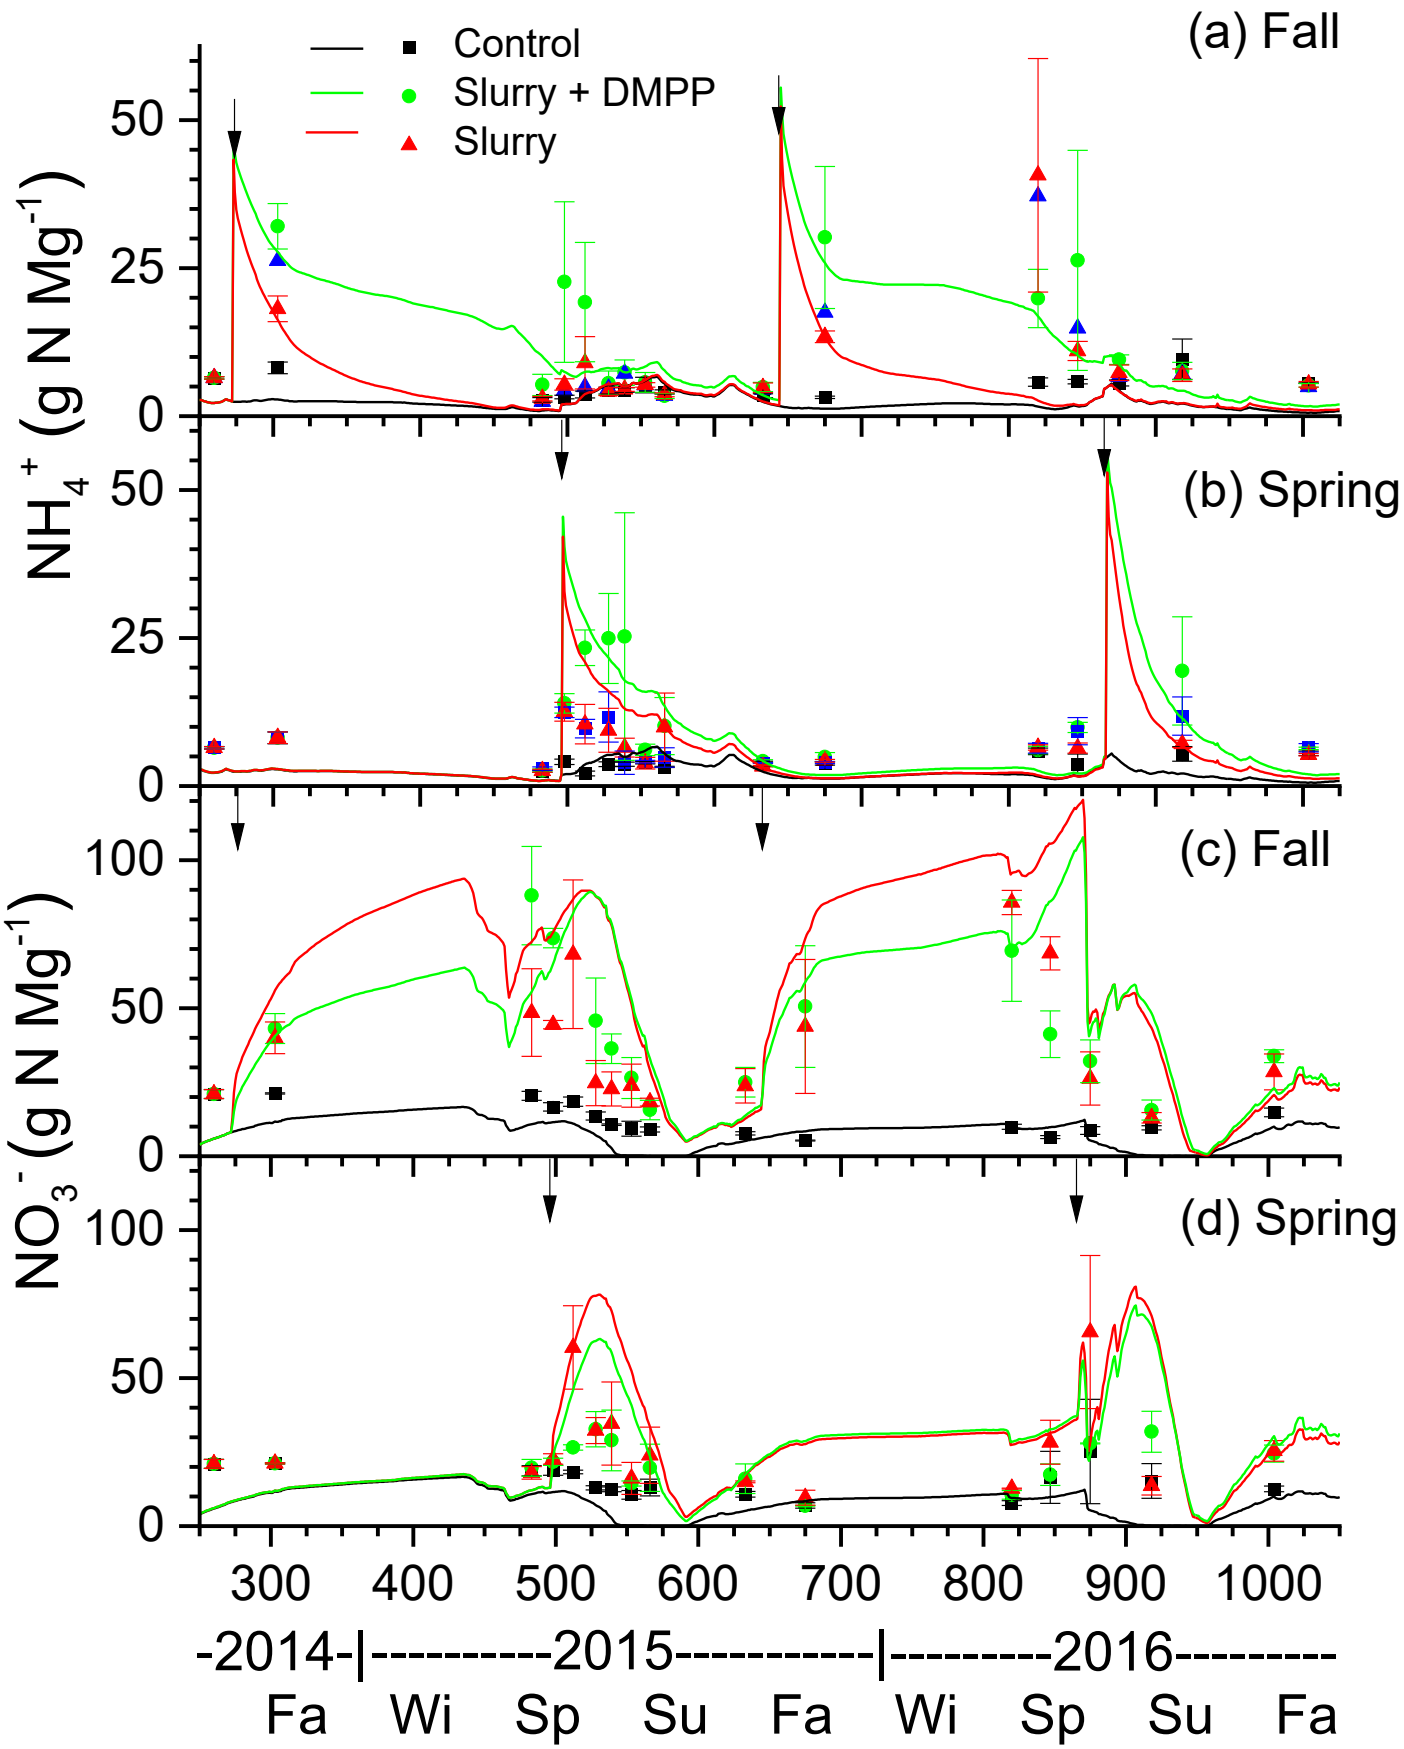 (a) Fall
Control
Slurry + DMPP
Slurry
50
25
0
NH4+ (g N Mg-1)
(b) Spring
50
25
0
(c) Fall
100
50
0
NO3- (g N Mg-1)
(d) Spring
100
50
0
300 400 500 600 700 800 900 1000
-2014-|---------2015----------|---------2016---------
Fa Wi Sp Su Fa Wi Sp Su Fa